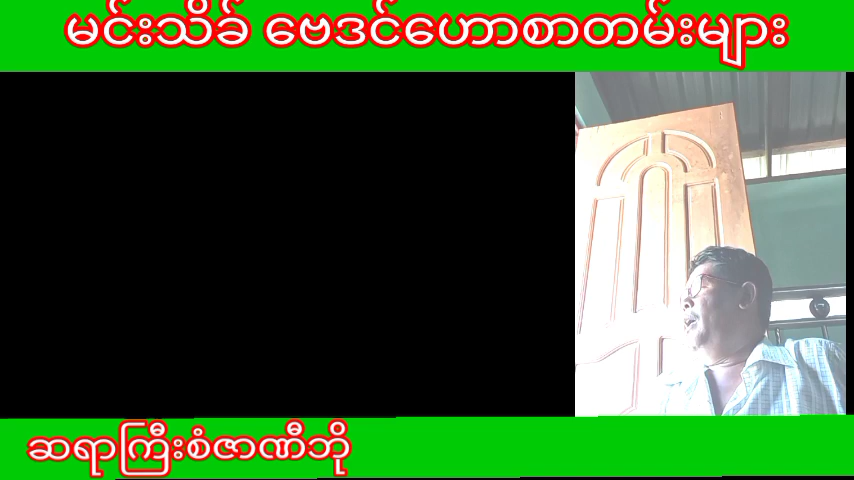 မင်းသိခ် ဗေဒင်ဟောစာတမ်းများ
ဆရာကြီးစံဇာဏီဘို